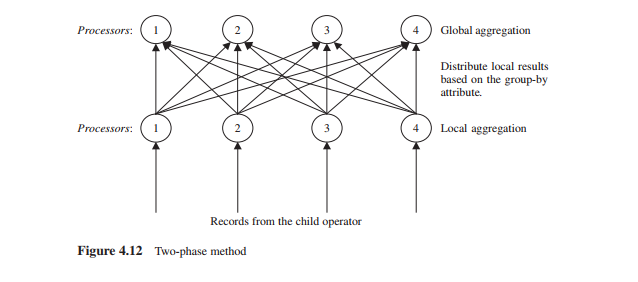 Processors: 1 2 3 4 Global aggregation
Distribute local results
based on the group-by
attribute.
Processors: 1 2 3 4 Local aggregation
Records from the child operator
Figure 4.12 Two-phase method